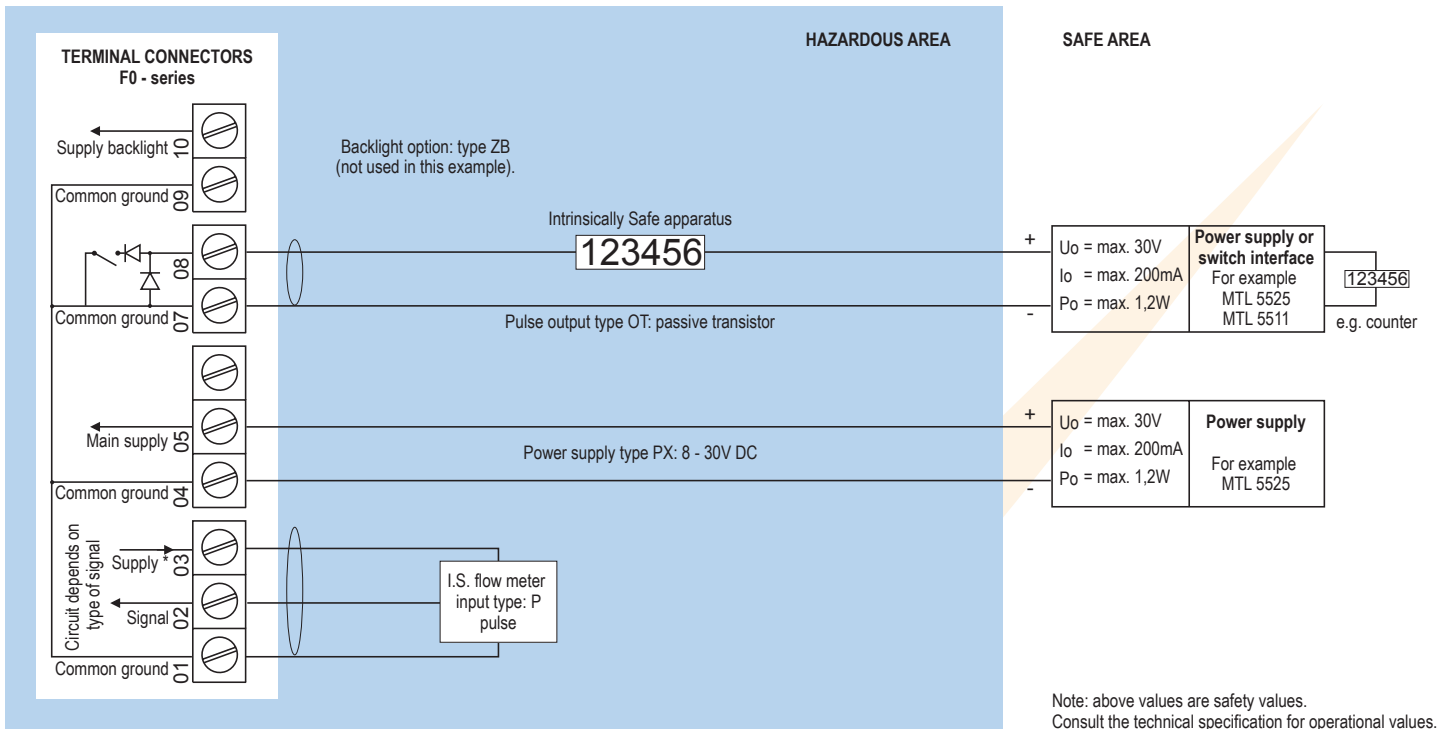 HAZARDOUS AREA
SAFE AREA
TERMINAL CONNECTORS
F0 - series
Supply backlight
10
Common ground
09
08
Common ground
07
Main supply
05
Common ground
04
Circuit depends on
type of signal
Supply *
03
Signal
02
Common ground
01
Backlight option: type ZB
(not used in this example).
Intrinsically Safe apparatus
123456
Pulse output type OT: passive transistor
+
-
Uo = max. 30V
Io = max. 200mA
Po = max. 1,2W
Power supply or
switch interface
For example
MTL 5525
MTL 5511
123456
e.g. counter
Power supply type PX: 8 - 30V DC
+
-
Uo = max. 30V
Io = max. 200mA
Po = max. 1,2W
Power supply
For example
MTL 5525
I.S. flow meter
input type: P
pulse
Note: above values are safety values.
Consult the technical specification for operational values.